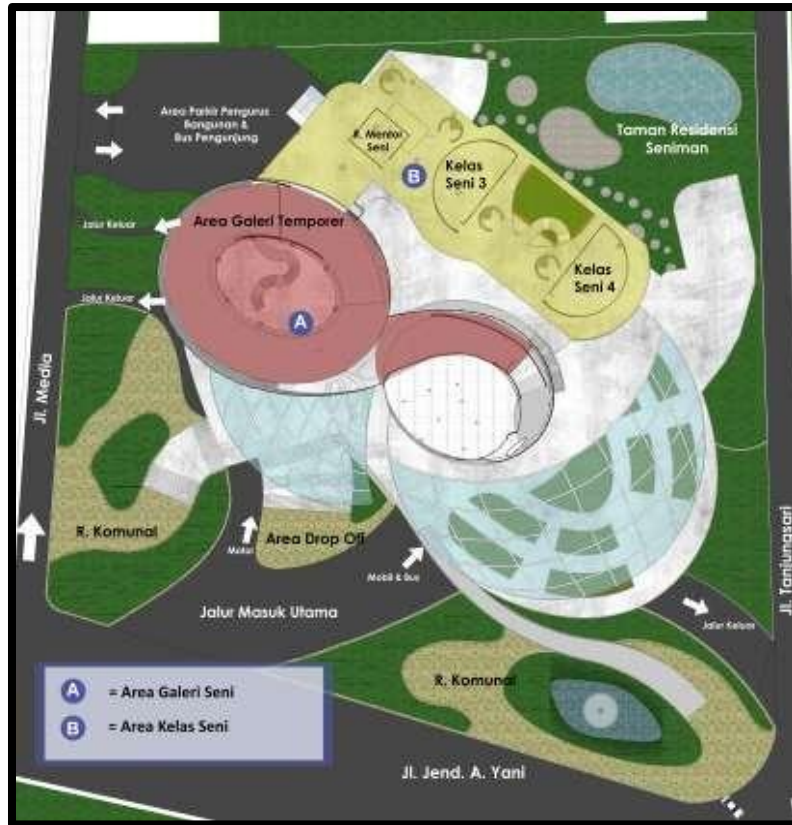 Area Parkir Pengurus
Bangunan &
Bus Pengunjung
R. Mentor
Seni
Kelas
Seni 3
B
Taman Residensi
Seniman
Jalur Keluar
Area Galeri Temporer
Kelas
Seni 4
Jalur Keluar
A
Jl. Media
R. Komunal
Motor
Area Drop Off
Mobil & Bus
Jl. Tanjungsari
Jalur Masuk Utama
Jalur Keluar
R. Komunal
A = Area Galeri Seni
B = Area Kelas Seni
Jl. Jend. A. Yani